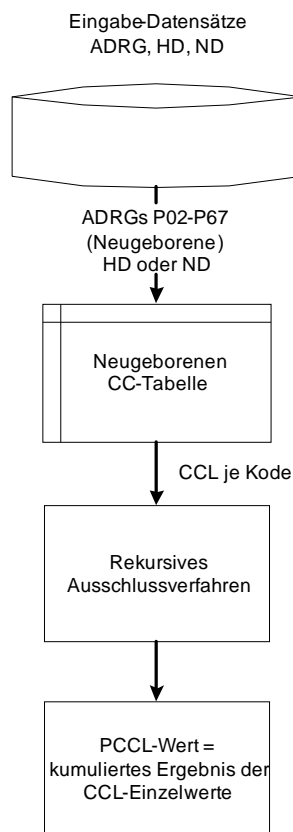 Eingabe-Datensätze
ADRG, HD, ND
ADRGs P02-P67
(Neugeborene)
HD oder ND
Neugeborenen
CC-Tabelle
CCL je Kode
Rekursives
Ausschlussverfahren
PCCL-Wert =
kumuliertes Ergebnis der
CCL-Einzelwerte